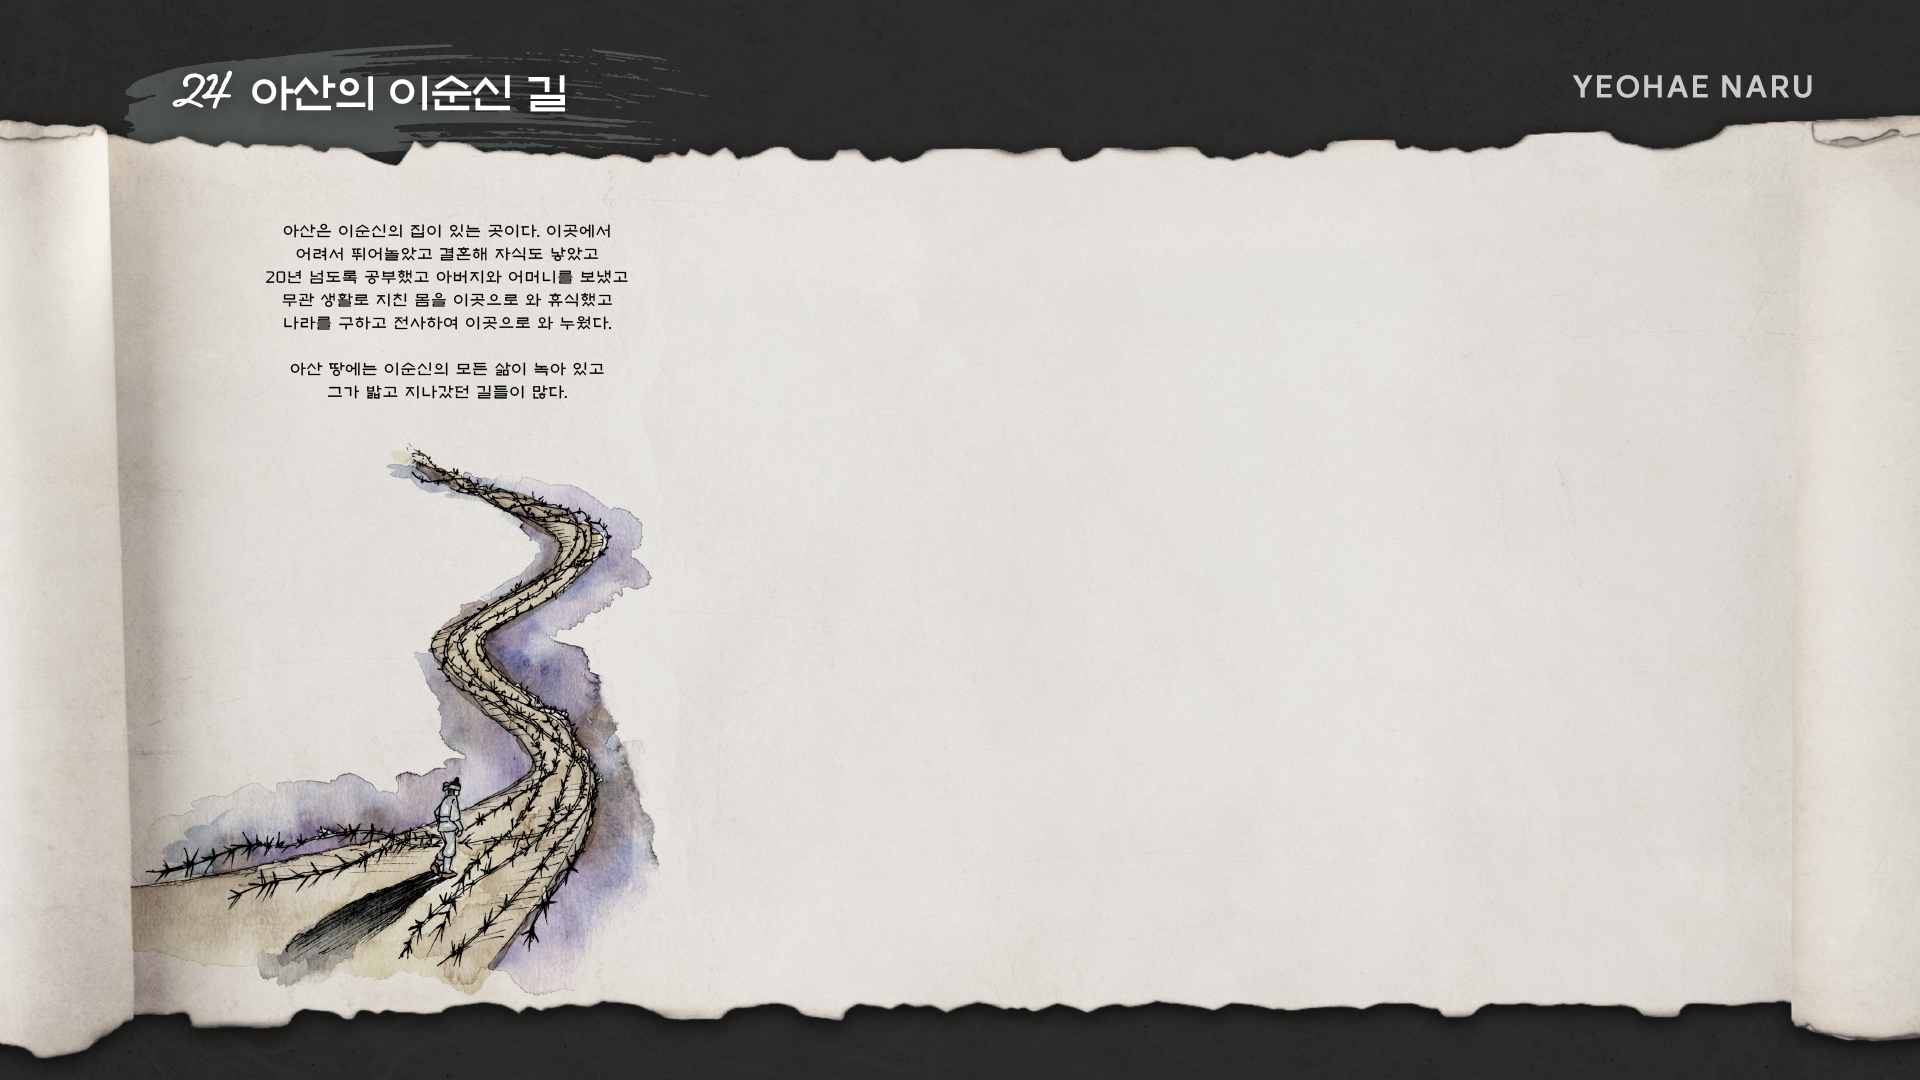 24 아산의 이순신 길
YEOHAE NARU
아산은 이순신의 집이 있는 곳이다. 이곳에서
어려서 뛰어놀았고 결혼해 자식도 낳았고
20년 넘도록 공부했고 아버지와 어머니를 보냈고
무관 생활로 지친 몸을 이곳으로 와 휴식했고
나라를 구하고 전사하여 이곳으로 와 누웠다.
아산 땅에는 이순신의 모든 삶이 녹아 있고
그가 밟고 지나갔던 길들이 많다.